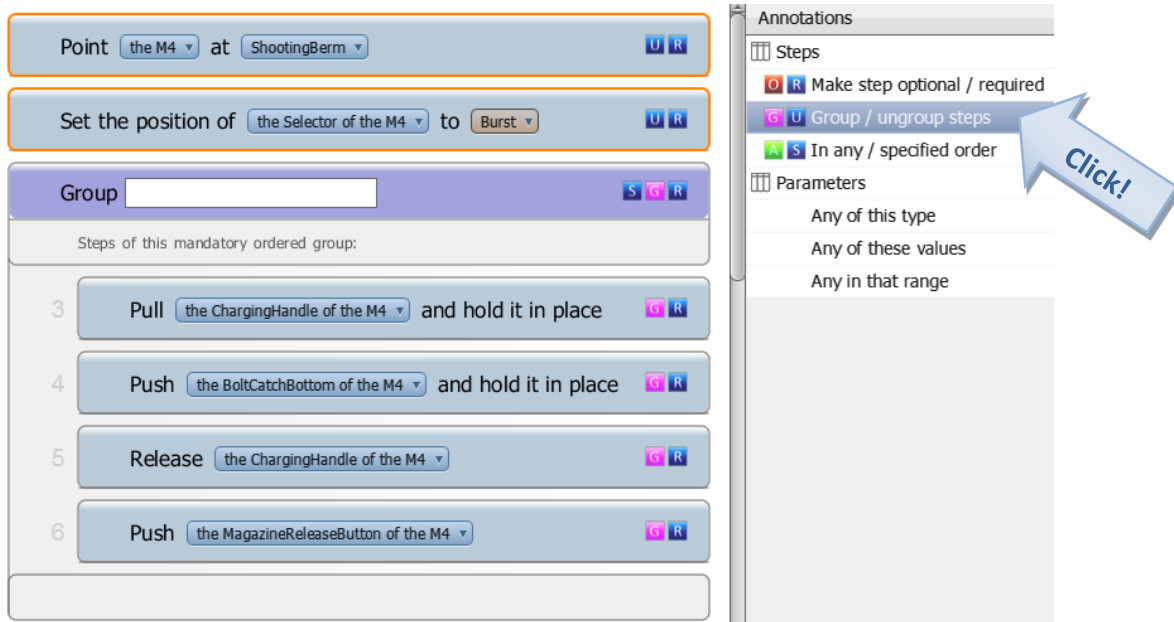 Point the M4 at ShootingBerm U R
Set the position of the Selector of the M4 to Burst U R
Group S G R
Steps of this mandatory ordered group:
3 Pull the ChargingHandle of the M4 and hold it in place G R
4 Push the BoltCatchBottom of the M4 and hold it in place G R
5 Release the ChargingHandle of the M4 G R
6 Push the MagazineReleaseButton of the M4 G R
Annotations
Steps
O R Make step optional / required
G U Group / ungroup steps
A S In any / specified order
Parameters
Any of this type
Any of these values
Any in that range
Click!